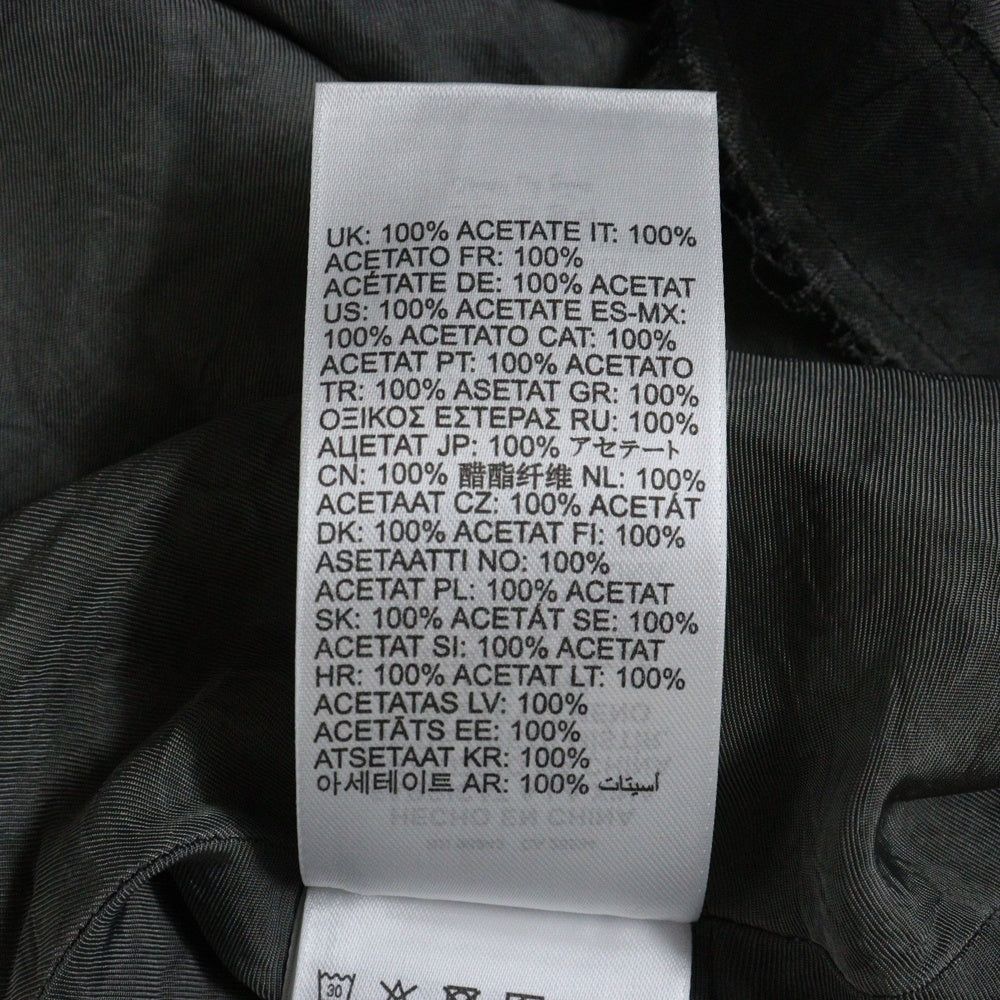 UK: 100% ACETATE IT: 100%
ACETATO FR: 100%
ACÉTATE DE: 100% ACETAT
US: 100% ACETATE ES-MX:
100% ACETATO CAT: 100%
ACETAT PT: 100% ACETATO
TR: 100% ASETAT GR: 100%
ΟΞΙΚΟΣ ΕΣΤΕΡΑΣ RU: 100%
АЦЕТАТ JP: 100% アセテート
CN: 100% 醋酯纤维 NL: 100%
ACETAAT CZ: 100% ACETÁT
DK: 100% ACETAT FI: 100%
ASETAATTI NO: 100%
ACETAT PL: 100% ACETAT
SK: 100% ACETÁT SE: 100%
ACETAT SI: 100% ACETAT
HR: 100% ACETAT LT: 100%
ACETATAS LV: 100%
ACETĀTS EE: 100%
ATSETAAT KR: 100%
아세테이트 AR: 100% أسيتات
HECHO EN CHINA
30